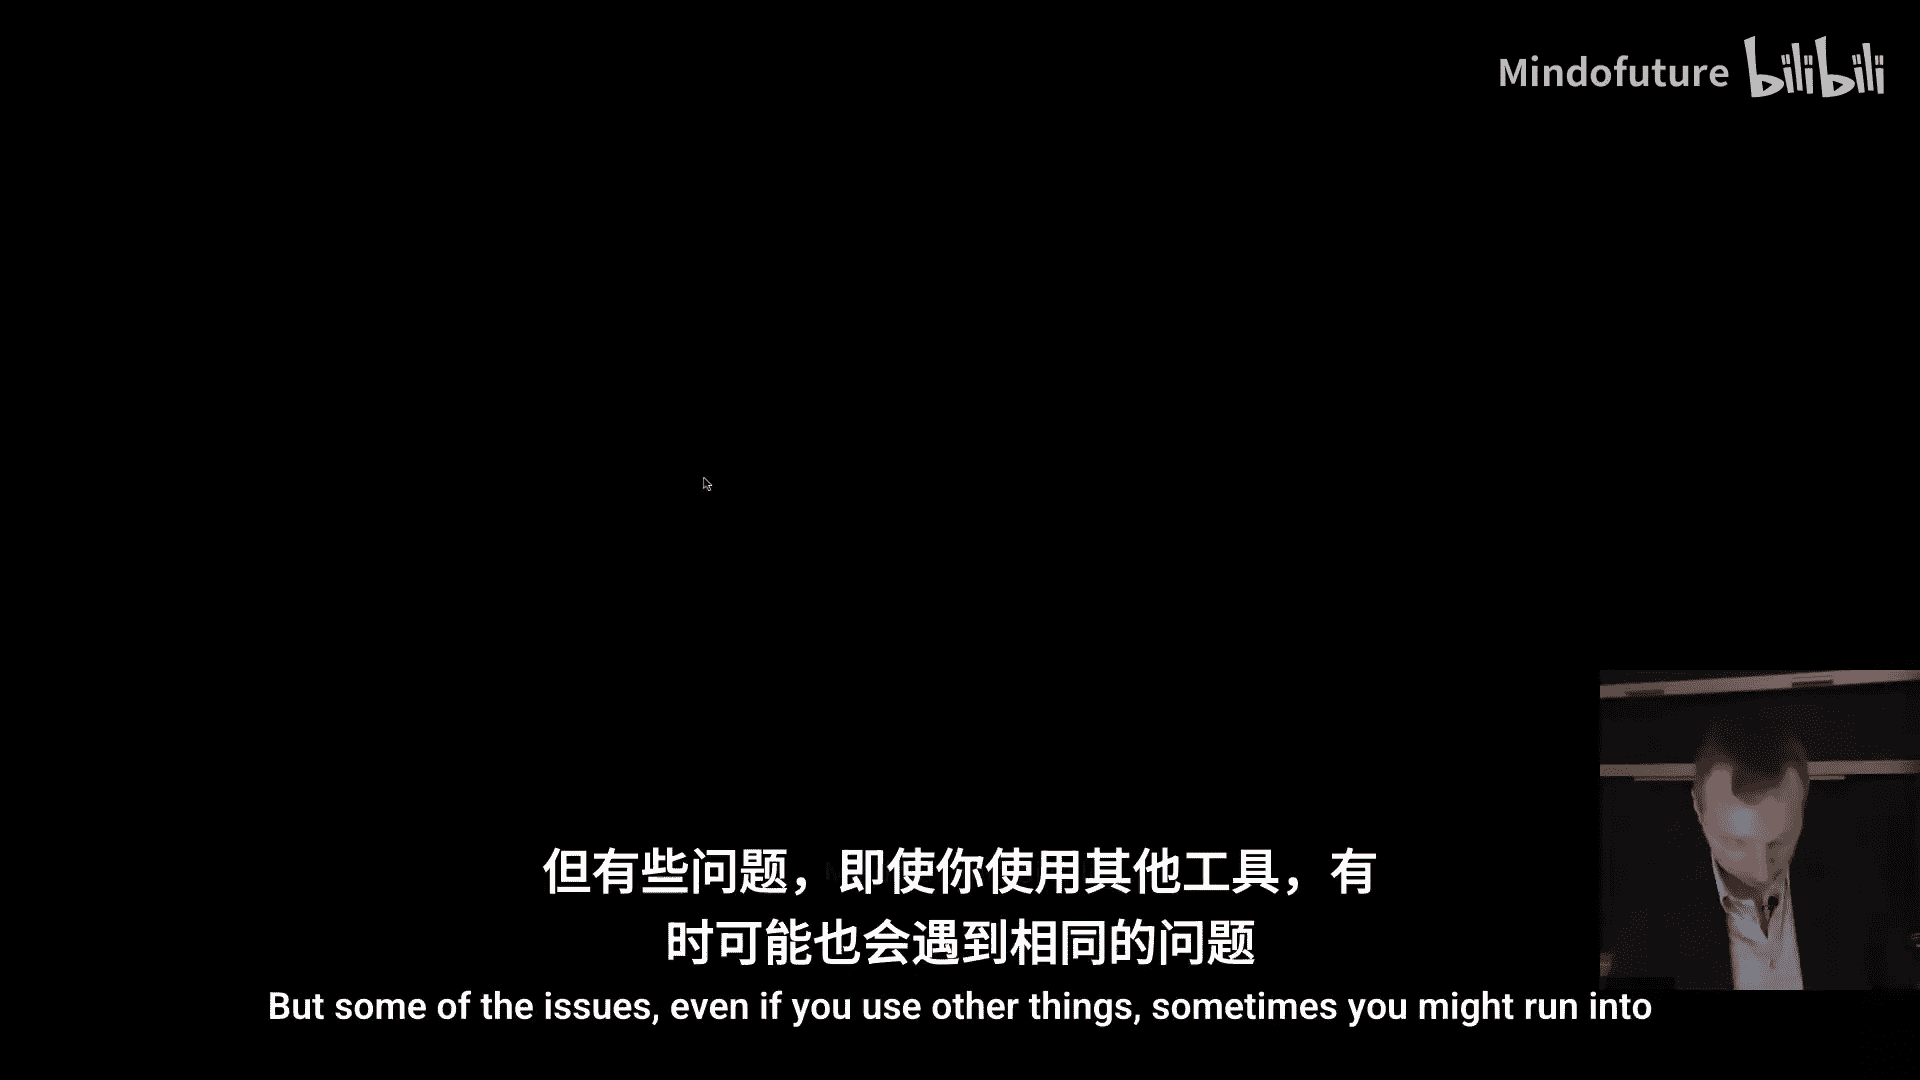 Mindofuture bilibili
但有些问题，即使你使用其他工具，有
时可能也会遇到相同的问题
But some of the issues, even if you use other things, sometimes you might run into